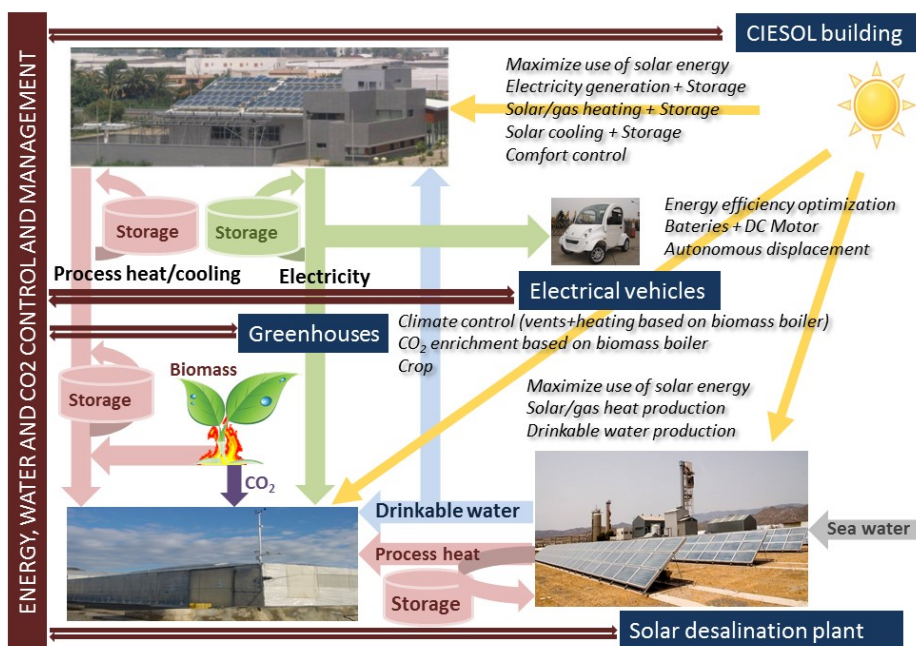 ENERGY, WATER AND CO2 CONTROL AND MANAGEMENT
CIESOL building
Maximize use of solar energy
Electricity generation + Storage
Solar/gas heating + Storage
Solar cooling + Storage
Comfort control
Storage
Storage
Energy efficiency optimization
Bateries + DC Motor
Autonomous displacement
Process heat/cooling
Electricity
Electrical vehicles
Greenhouses
Climate control (vents+heating based on biomass boiler)
CO₂ enrichment based on biomass boiler
Crop
Biomass
Storage
Maximize use of solar energy
Solar/gas heat production
Drinkable water production
CO₂
Drinkable water
Sea water
Process heat
Storage
Solar desalination plant